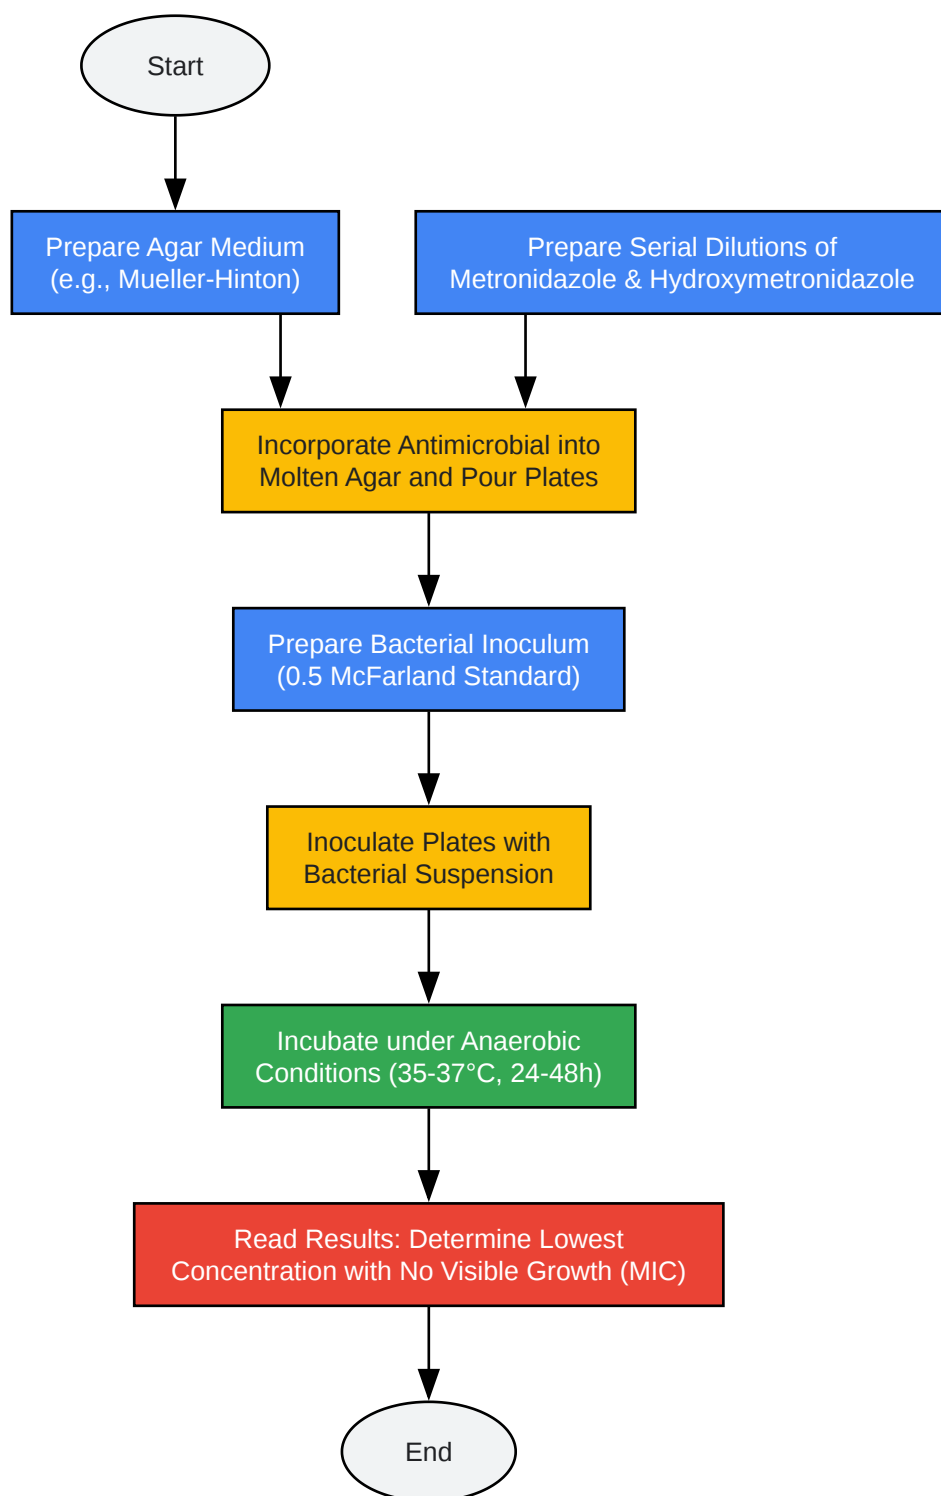 Start
Prepare Agar Medium
(e.g., Mueller-Hinton)
Prepare Serial Dilutions of
Metronidazole & Hydroxymetronidazole
Incorporate Antimicrobial into
Molten Agar and Pour Plates
Prepare Bacterial Inoculum
(0.5 McFarland Standard)
Inoculate Plates with
Bacterial Suspension
Incubate under Anaerobic
Conditions (35-37°C, 24-48h)
Read Results: Determine Lowest
Concentration with No Visible Growth (MIC)
End